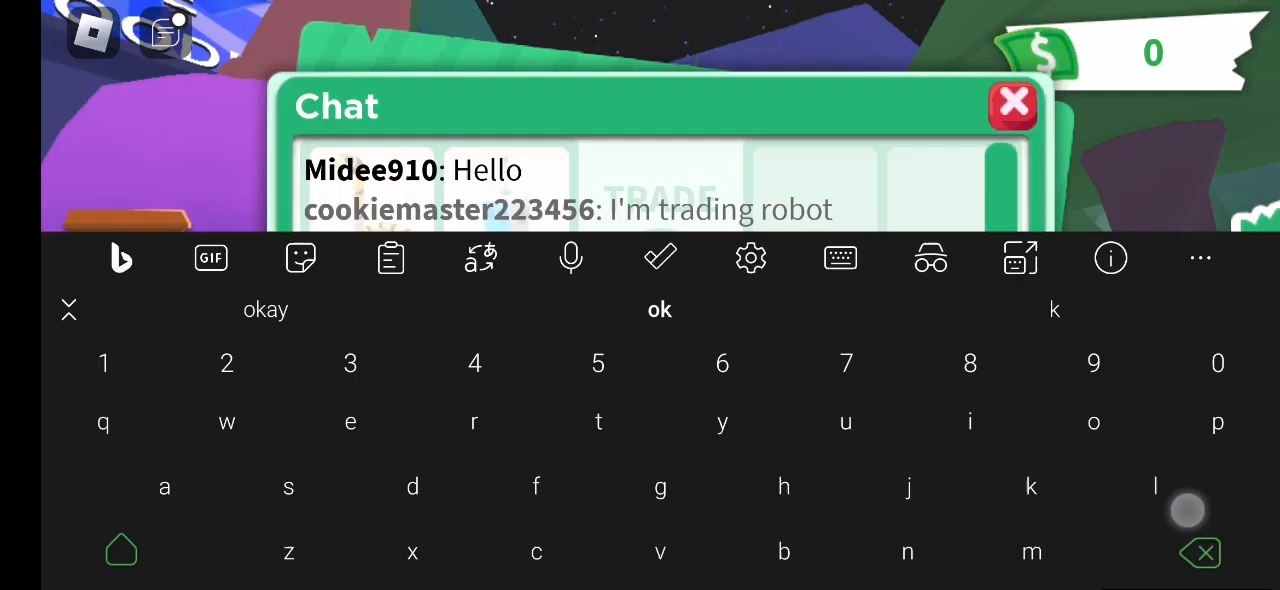 0
Chat
TRADE
Midee910: Hello
cookiemaster223456: I'm trading robot
GIF
okay ok k
1 2 3 4 5 6 7 8 9 0
q w e r t y u i o p
a s d f g h j k l
z x c v b n m